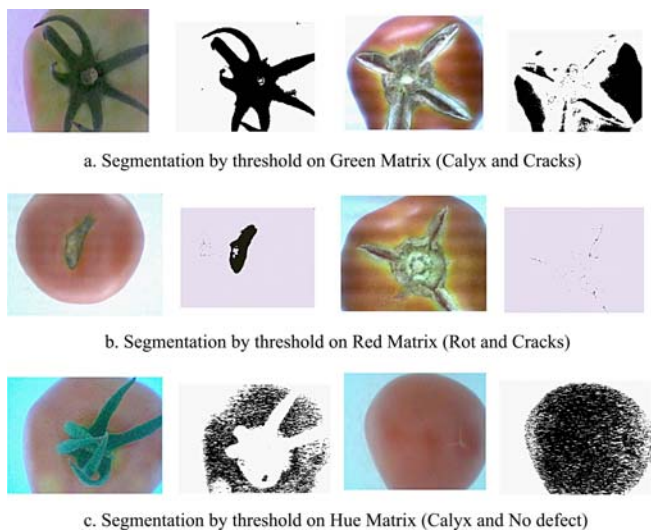 a. Segmentation by threshold on Green Matrix (Calyx and Cracks)
b. Segmentation by threshold on Red Matrix (Rot and Cracks)
c. Segmentation by threshold on Hue Matrix (Calyx and No defect)